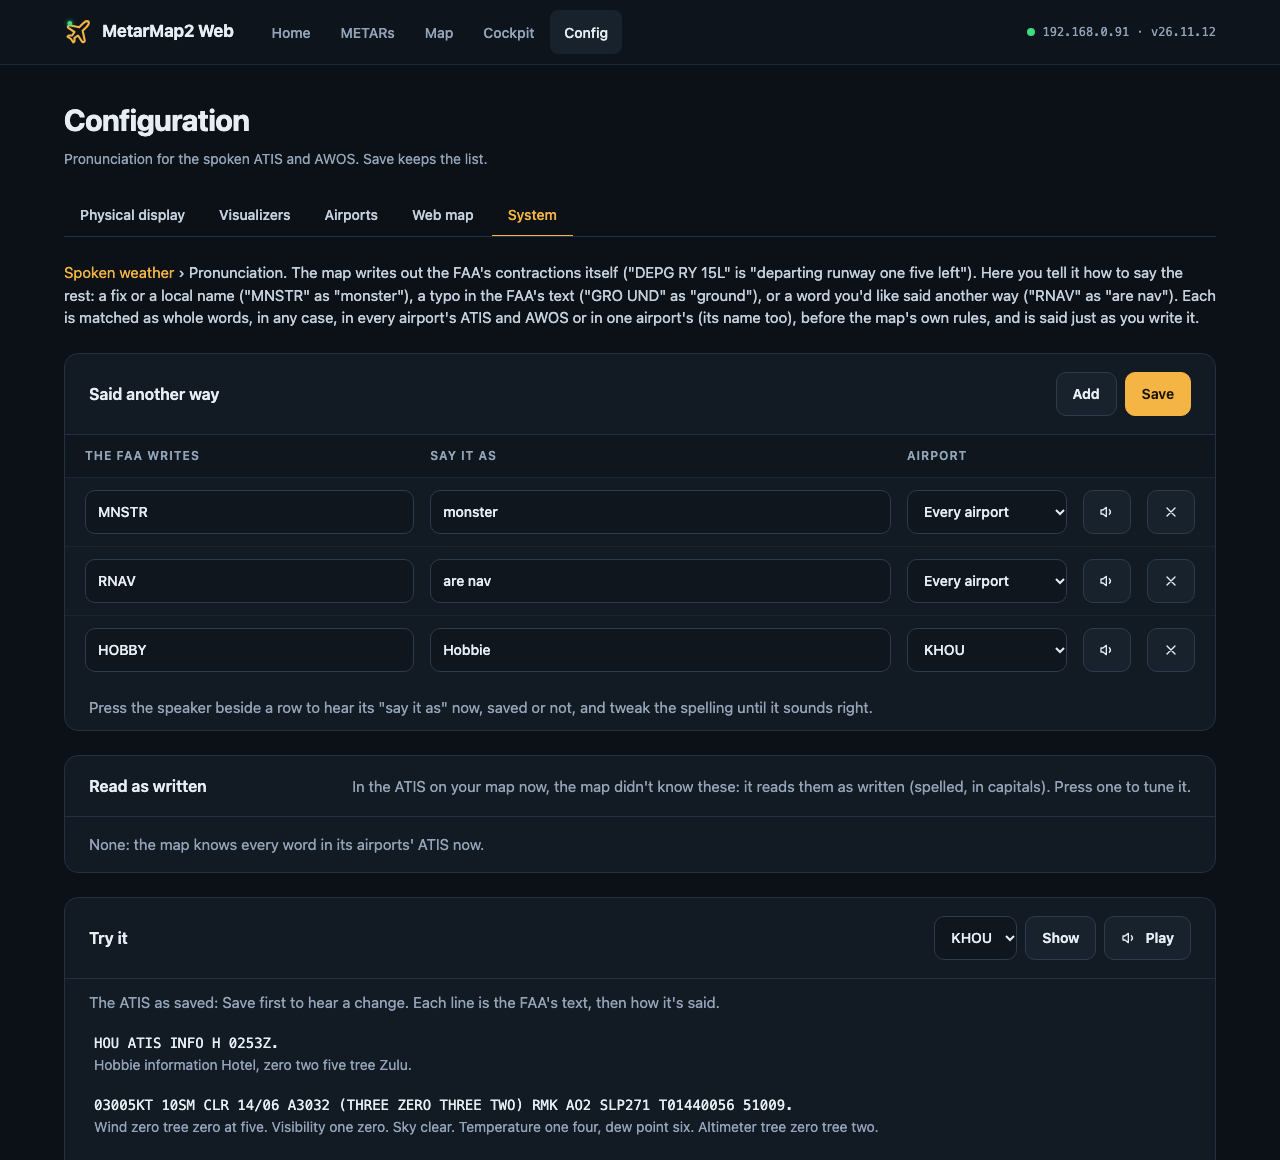 MetarMap2 Web
Home
METARs
Map
Cockpit
Config
192.168.0.91 · v26.11.12
Configuration
Pronunciation for the spoken ATIS and AWOS. Save keeps the list.
Physical display
Visualizers
Airports
Web map
System
Spoken weather › Pronunciation. The map writes out the FAA's contractions itself ("DEPG RY 15L" is "departing runway one five left"). Here you tell it how to say the
rest: a fix or a local name ("MNSTR" as "monster"), a typo in the FAA's text ("GRO UND" as "ground"), or a word you'd like said another way ("RNAV" as "are nav"). Each
is matched as whole words, in any case, in every airport's ATIS and AWOS or in one airport's (its name too), before the map's own rules, and is said just as you write it.
Said another way
Add
Save
THE FAA WRITES
SAY IT AS
AIRPORT
MNSTR
monster
Every airport
RNAV
are nav
Every airport
HOBBY
Hobbie
KHOU
Press the speaker beside a row to hear its "say it as" now, saved or not, and tweak the spelling until it sounds right.
Read as written
In the ATIS on your map now, the map didn't know these: it reads them as written (spelled, in capitals). Press one to tune it.
None: the map knows every word in its airports' ATIS now.
Try it
KHOU
Show
Play
The ATIS as saved: Save first to hear a change. Each line is the FAA's text, then how it's said.
HOU ATIS INFO H 0253Z.
Hobbie information Hotel, zero two five tree Zulu.
03005KT 10SM CLR 14/06 A3032 (THREE ZERO THREE TWO) RMK AO2 SLP271 T01440056 51009.
Wind zero tree zero at five. Visibility one zero. Sky clear. Temperature one four, dew point six. Altimeter tree zero tree two.